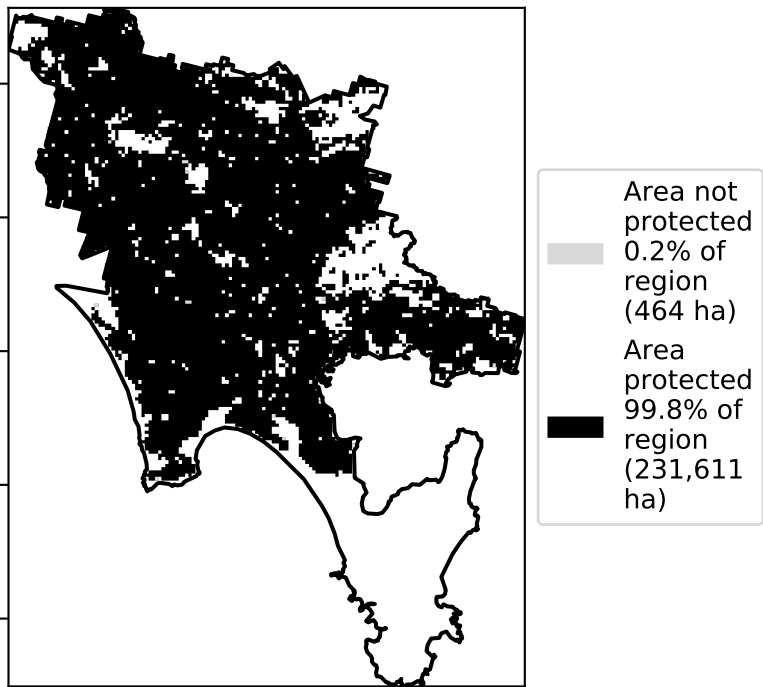 Area not
protected
0.2% of
region
(464 ha)
Area
protected
99.8% of
region
(231,611
ha)